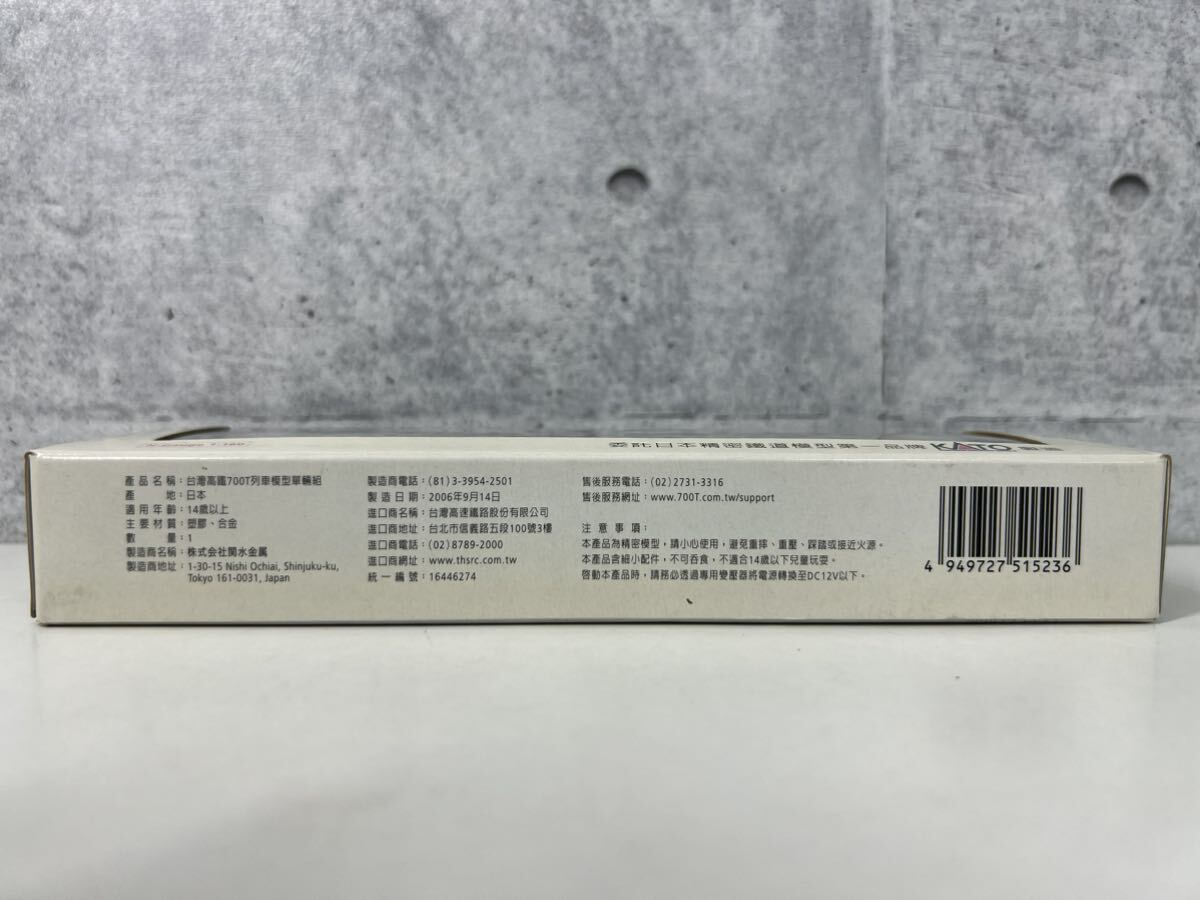 委託日本精密鐵道模型第一品牌 KATO 製造
產品名稱：台灣高鐵700T列車模型單輛組
產地：日本
適用年齡：14歲以上
主要材質：塑膠、合金
數量：1
製造商名稱：株式会社関水金属
製造商地址：1-30-15 Nishi Ochiai, Shinjuku-ku,
Tokyo 161-0031, Japan
製造商電話：(81)3-3954-2501
製造日期：2006年9月14日
進口商名稱：台灣高速鐵路股份有限公司
進口商地址：台北市信義路五段100號3樓
進口商電話：(02)8789-2000
進口商網址：www.thsrc.com.tw
統一編號：16446274
售後服務電話：(02)2731-3316
售後服務網址：www.700T.com.tw/support
注意事項：
本產品為精密模型，請小心使用，避免重摔、重壓、踩踏或接近火源。
本產品含細小配件，不可吞食，不適合14歲以下兒童玩耍。
啓動本產品時，請務必透過專用變壓器將電源轉換至DC12V以下。
4 949727 515236